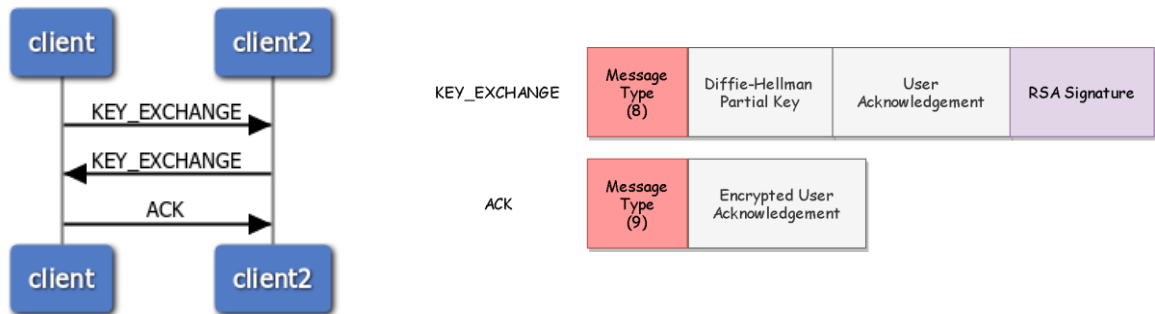 client client2
KEY_EXCHANGE
KEY_EXCHANGE
ACK
client client2
KEY_EXCHANGE
Message
Type
(8)
Diffie-Hellman
Partial Key
User
Acknowledgement
RSA Signature
ACK
Message
Type
(9)
Encrypted User
Acknowledgement